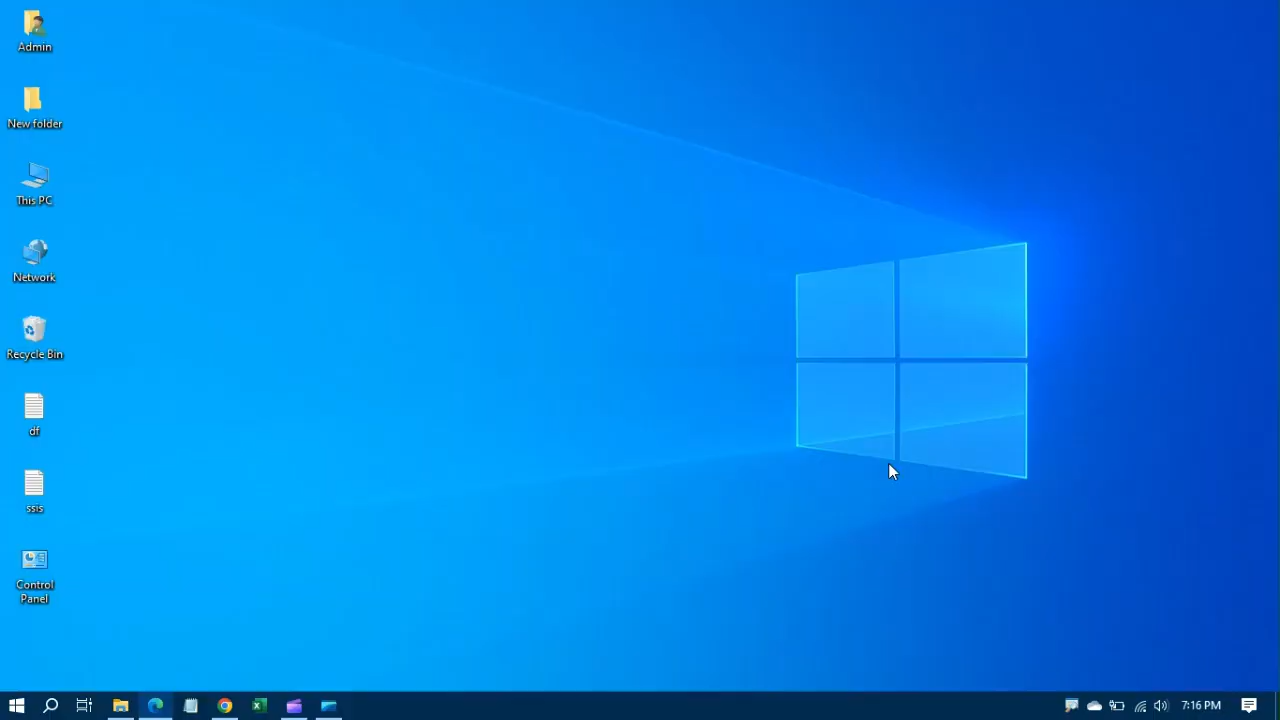 Admin
New folder
This PC
Network
Recycle Bin
df
ssis
Control
Panel
7:16 PM